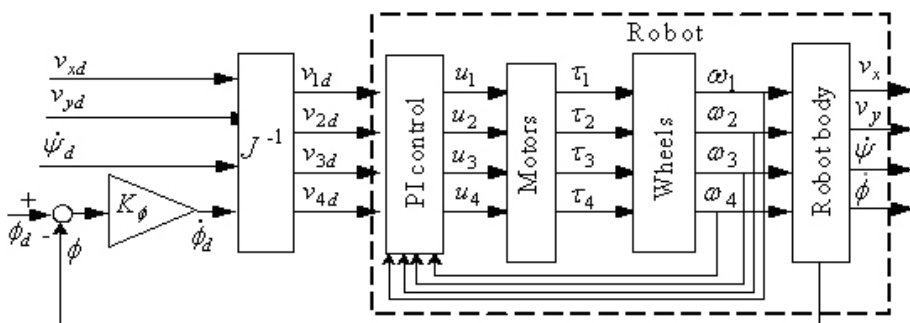 Robot
v_xd
v_yd
ψ̇_d
+
ϕ_d
-
ϕ
K_ϕ
ϕ̇_d
J⁻¹
v_1d
v_2d
v_3d
v_4d
PI control
u_1
u_2
u_3
u_4
Motors
τ_1
τ_2
τ_3
τ_4
Wheels
ω_1
ω_2
ω_3
ω_4
Robot body
v_x
v_y
ψ̇
ϕ̇